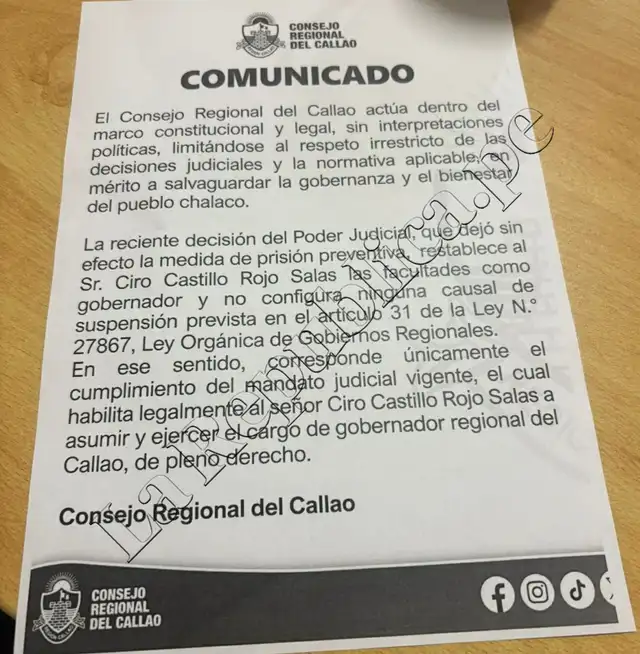 CONSEJO
REGIONAL
DEL CALLAO
COMUNICADO
El Consejo Regional del Callao actúa dentro del
marco constitucional y legal, sin interpretaciones
políticas, limitándose al respeto irrestricto de las
decisiones judiciales y la normativa aplicable, en
mérito a salvaguardar la gobernanza y el bienestar
del pueblo chalaco.
La reciente decisión del Poder Judicial, que dejó sin
efecto la medida de prisión preventiva, restablece al
Sr. Ciro Castillo Rojo Salas las facultades como
gobernador y no configura ninguna causal de
suspensión prevista en el artículo 31 de la Ley N.°
27867, Ley Orgánica de Gobiernos Regionales.
En ese sentido, corresponde únicamente el
cumplimiento del mandato judicial vigente, el cual
habilita legalmente al señor Ciro Castillo Rojo Salas a
asumir y ejercer el cargo de gobernador regional del
Callao, de pleno derecho.
Consejo Regional del Callao
LaRepublica.pe
CONSEJO
REGIONAL
DEL CALLAO